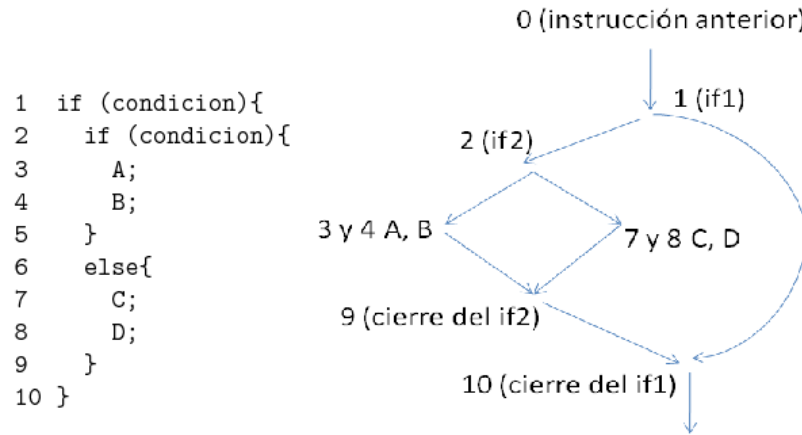 1 if (condicion){
2 if (condicion){
3 A;
4 B;
5 }
6 else{
7 C;
8 D;
9 }
10 }
0 (instrucción anterior)
1 (if1)
2 (if2)
3 y 4 A, B
7 y 8 C, D
9 (cierre del if2)
10 (cierre del if1)